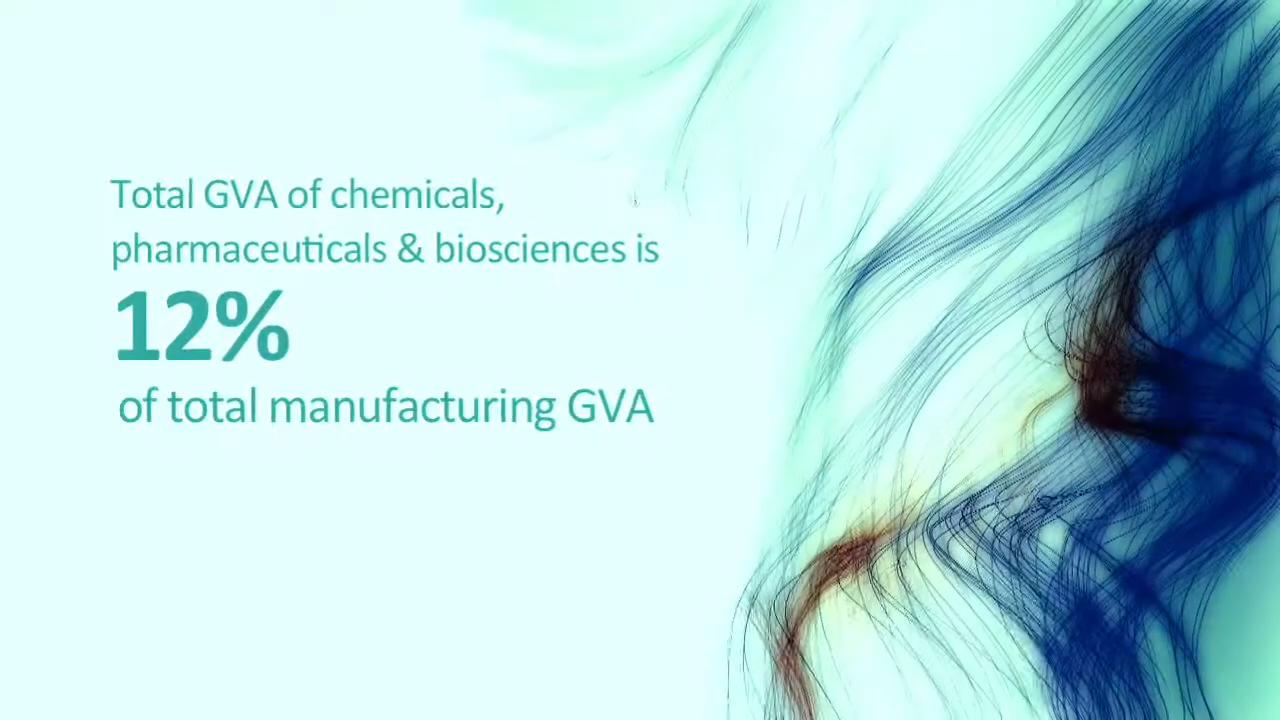 Total GVA of chemicals,
pharmaceuticals & biosciences is
12%
of total manufacturing GVA